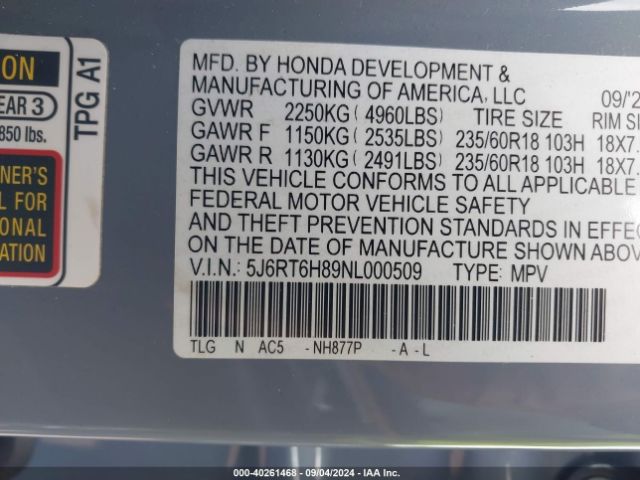 MFD. BY HONDA DEVELOPMENT &
MANUFACTURING OF AMERICA, LLC 09/'2
GVWR 2250KG ( 4960LBS) TIRE SIZE RIM SI
GAWR F 1150KG ( 2535LBS) 235/60R18 103H 18X7.
GAWR R 1130KG ( 2491LBS) 235/60R18 103H 18X7.
THIS VEHICLE CONFORMS TO ALL APPLICABLE
FEDERAL MOTOR VEHICLE SAFETY
AND THEFT PREVENTION STANDARDS IN EFFEC
ON THE DATE OF MANUFACTURE SHOWN ABOV
V.I.N.: 5J6RT6H89NL000509 TYPE: MPV
TLG N AC5 -NH877P -A-L
ON
EAR 3
850 lbs.
TPG A1
NER'S
L FOR
ONAL
ATION
000-40261468 - 09/04/2024 - IAA Inc.